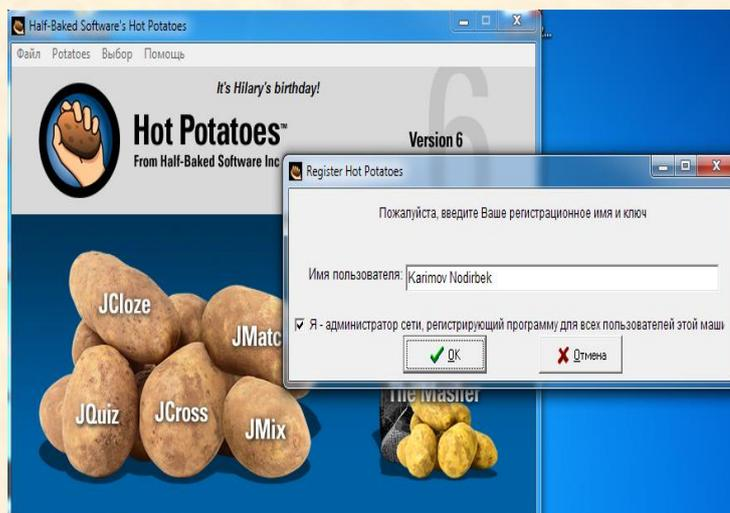 Half-Baked Software's Hot Potatoes
Файл Potatoes Выбор Помощь
It's Hilary's birthday!
6
Hot Potatoes™
From Half-Baked Software Inc
Version 6
Register Hot Potatoes
Пожалуйста, введите Ваше регистрационное имя и ключ
Имя пользователя: Karimov Nodirbek
Я - администратор сети, регистрирующий программу для всех пользователей этой маши
OK Отмена
JCloze
JMatc
The Masher
JQuiz JCross JMix